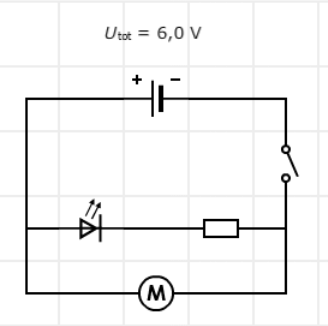 Utot = 6,0 V
+ −
M